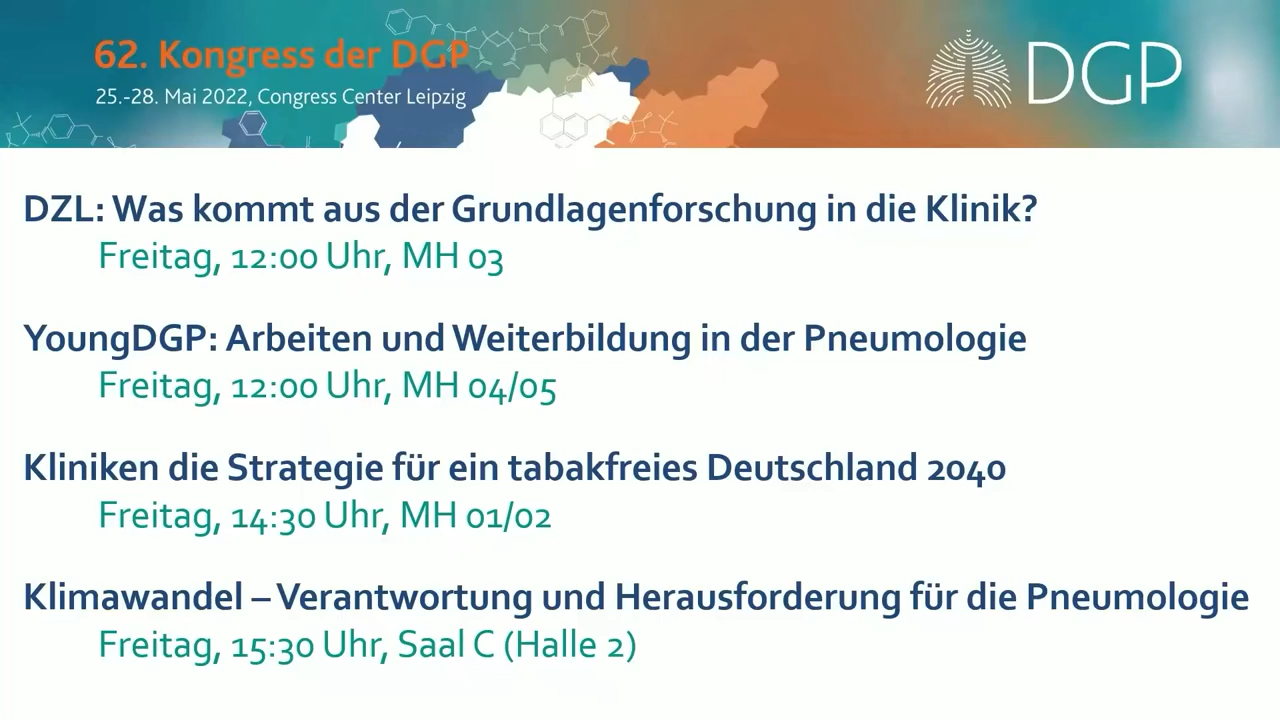 62. Kongress der DGP
25.-28. Mai 2022, Congress Center Leipzig
DGP
DZL: Was kommt aus der Grundlagenforschung in die Klinik?
Freitag, 12:00 Uhr, MH 03
YoungDGP: Arbeiten und Weiterbildung in der Pneumologie
Freitag, 12:00 Uhr, MH 04/05
Kliniken die Strategie für ein tabakfreies Deutschland 2040
Freitag, 14:30 Uhr, MH 01/02
Klimawandel – Verantwortung und Herausforderung für die Pneumologie
Freitag, 15:30 Uhr, Saal C (Halle 2)